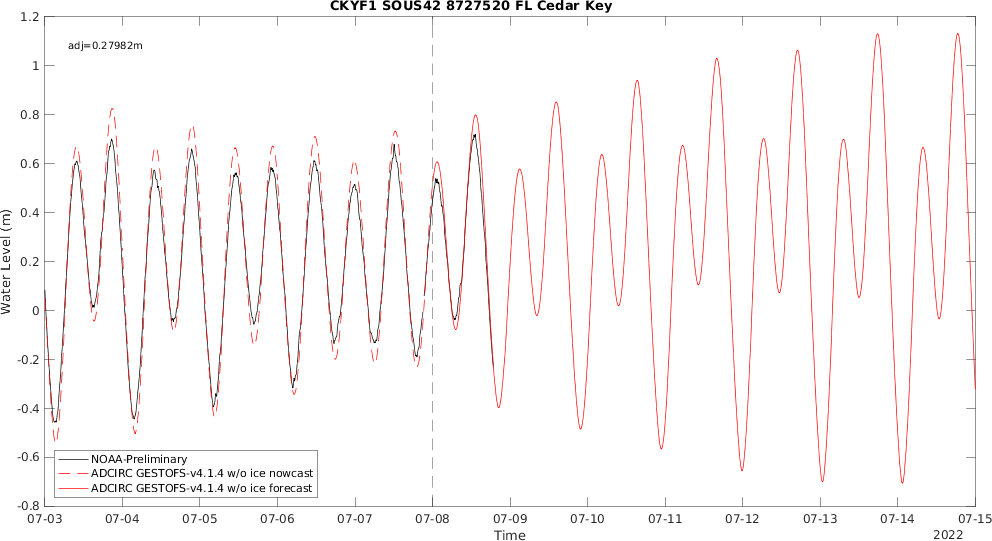 CKYF1 SOUS42 8727520 FL Cedar Key
adj=0.27982m
Water Level (m)
1.2
1
0.8
0.6
0.4
0.2
0
-0.2
-0.4
-0.6
-0.8
NOAA-Preliminary
ADCIRC GESTOFS-v4.1.4 w/o ice nowcast
ADCIRC GESTOFS-v4.1.4 w/o ice forecast
07-03 07-04 07-05 07-06 07-07 07-08 07-09 07-10 07-11 07-12 07-13 07-14 07-15
Time
2022